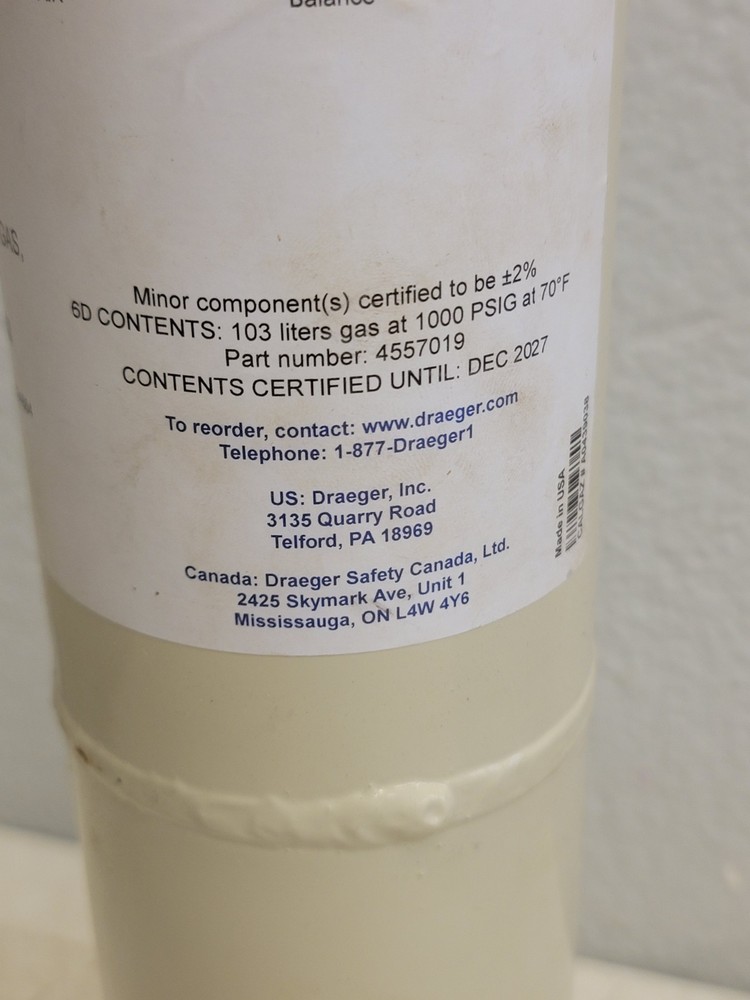 Balance
GAS,
Minor component(s) certified to be ±2%
6D CONTENTS: 103 liters gas at 1000 PSIG at 70°F
Part number: 4557019
CONTENTS CERTIFIED UNTIL: DEC 2027
To reorder, contact: www.draeger.com
Telephone: 1-877-Draeger1
US: Draeger, Inc.
3135 Quarry Road
Telford, PA 18969
Canada: Draeger Safety Canada, Ltd.
2425 Skymark Ave, Unit 1
Mississauga, ON L4W 4Y6
Made in USA
CALGAZ #